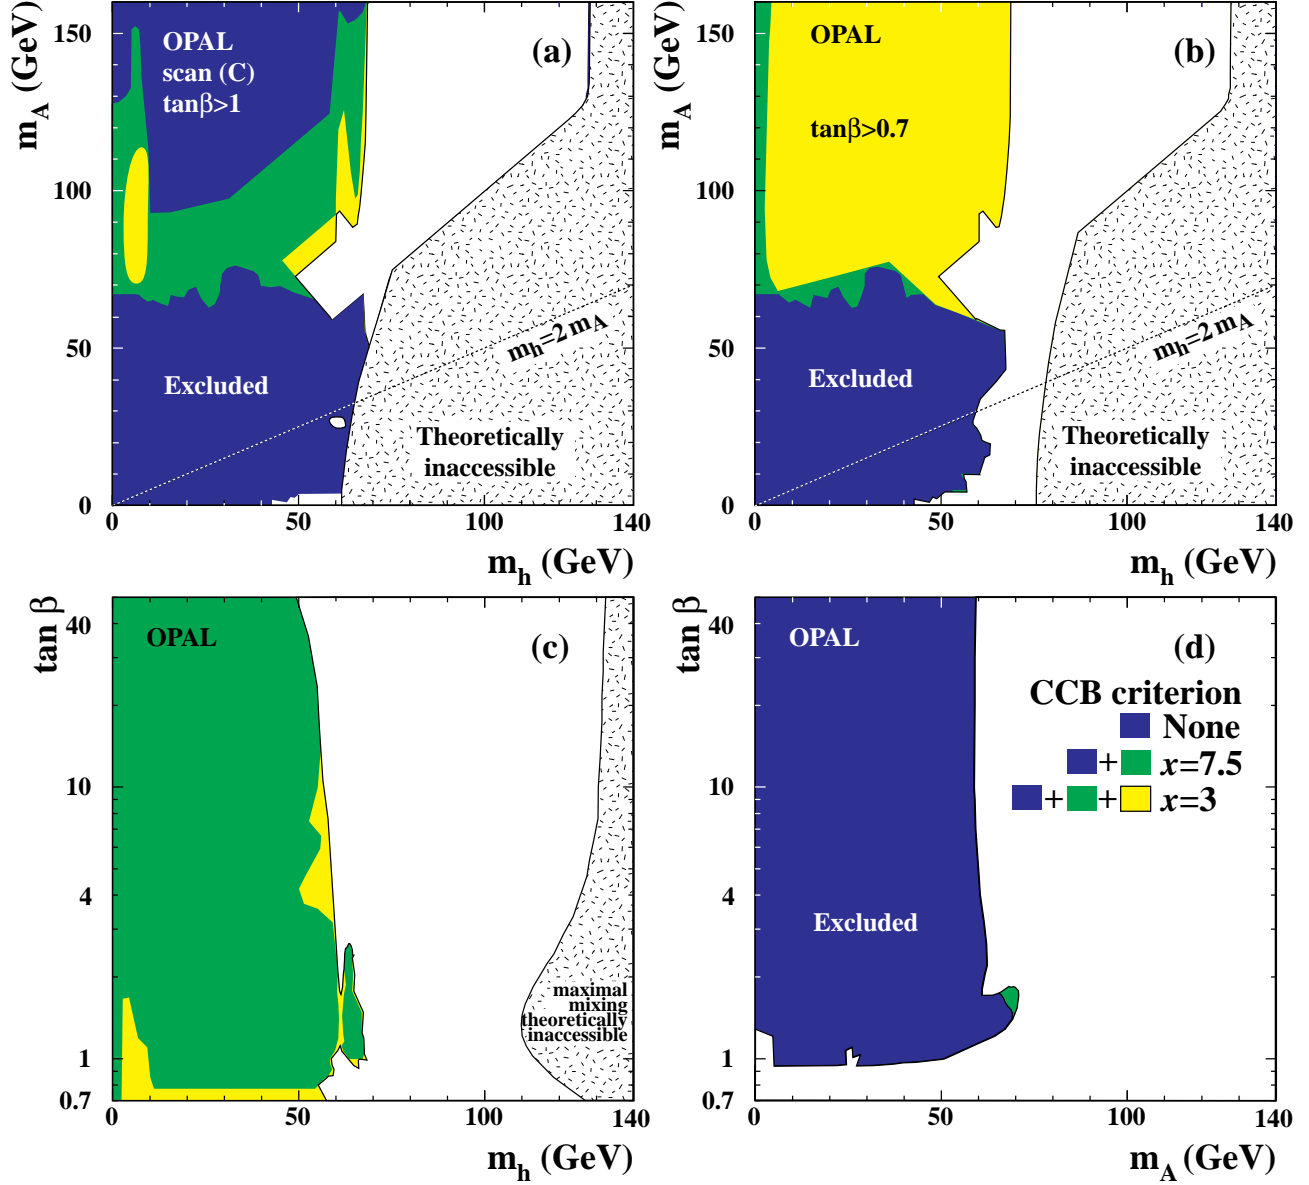 m_A (GeV)
150
100
50
0
OPAL
scan (C)
tanβ>1
(a)
Excluded
m_h=2 m_A
Theoretically
inaccessible
0 50 100 140
m_h (GeV)
m_A (GeV)
150
100
50
0
OPAL
(b)
tanβ>0.7
Excluded
m_h=2 m_A
Theoretically
inaccessible
0 50 100 140
m_h (GeV)
tan β
40
10
4
1
0.7
OPAL
(c)
maximal
mixing
theoretically
inaccessible
0 50 100 140
m_h (GeV)
tan β
40
10
4
1
0.7
OPAL
(d)
CCB criterion
None
+ x=7.5
+ + x=3
Excluded
0 50 100 140
m_A (GeV)